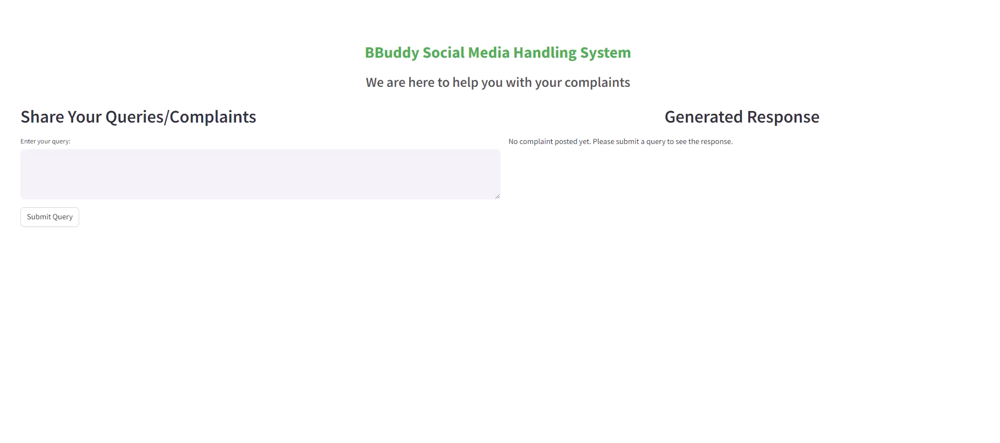 BBuddy Social Media Handling System
We are here to help you with your complaints
Share Your Queries/Complaints
Enter your query:
Submit Query
Generated Response
No complaint posted yet. Please submit a query to see the response.